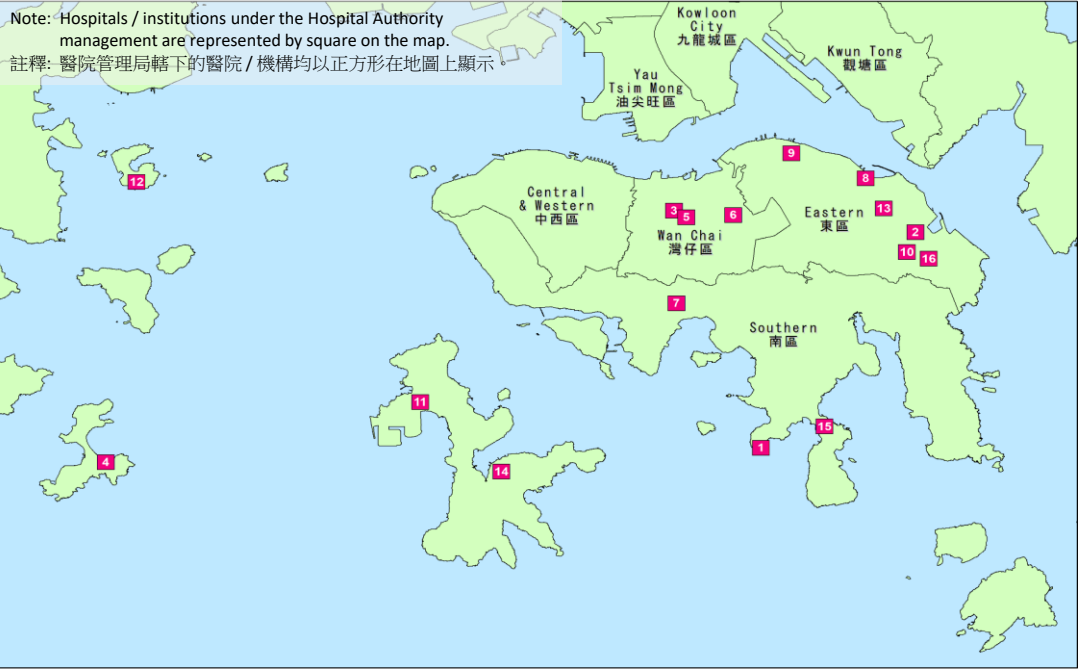 Note: Hospitals / institutions under the Hospital Authority
management are represented by square on the map.
註釋: 醫院管理局轄下的醫院 / 機構均以正方形在地圖上顯示。
Kowloon
City
九龍城區
Kwun Tong
觀塘區
Yau
Tsim Mong
油尖旺區
9
8
12
Central
& Western
中西區
3
5
6
Wan Chai
灣仔區
13
Eastern
東區
2
10
16
7
Southern
南區
11
15
1
4
14